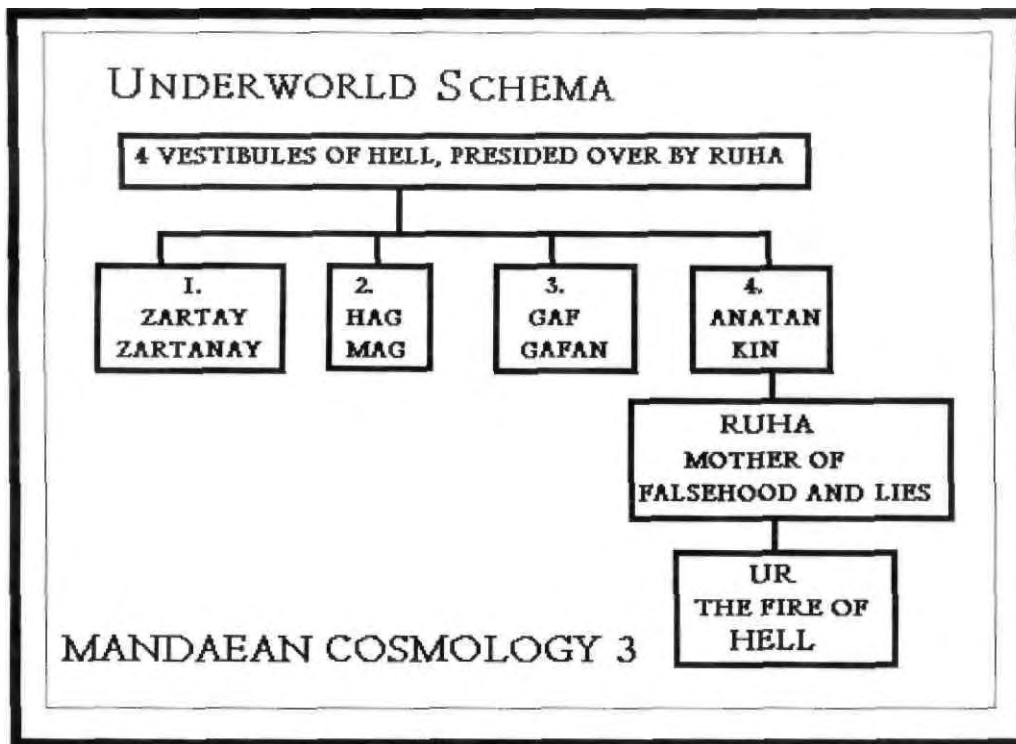 UNDERWORLD SCHEMA
4 VESTIBULES OF HELL, PRESIDED OVER BY RUHA
1.
ZARTAY
ZARTANAY
2.
HAG
MAG
3.
GAF
GAFAN
4.
ANATAN
KIN
RUHA
MOTHER OF
FALSEHOOD AND LIES
UR
THE FIRE OF
HELL
MANDAEAN COSMOLOGY 3